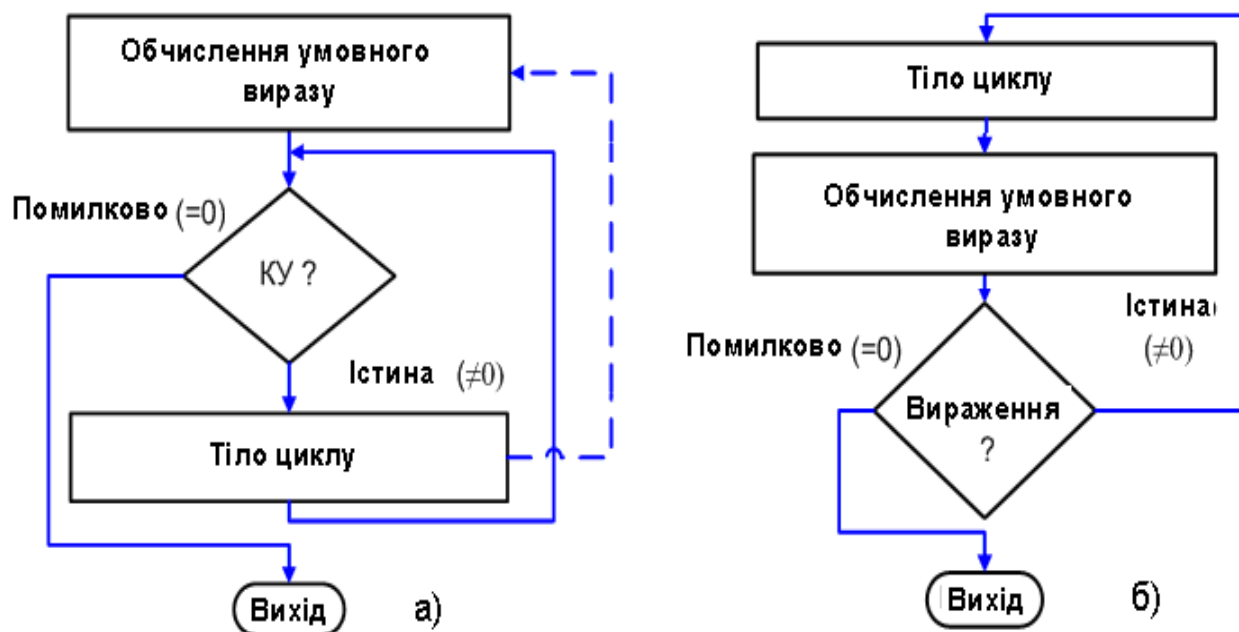 Обчислення умовного
виразу
Помилково (=0)
КУ ?
Істина (≠0)
Тіло циклу
Вихід
а)
Тіло циклу
Обчислення умовного
виразу
Істина
(≠0)
Помилково (=0)
Вираження
?
Вихід
б)